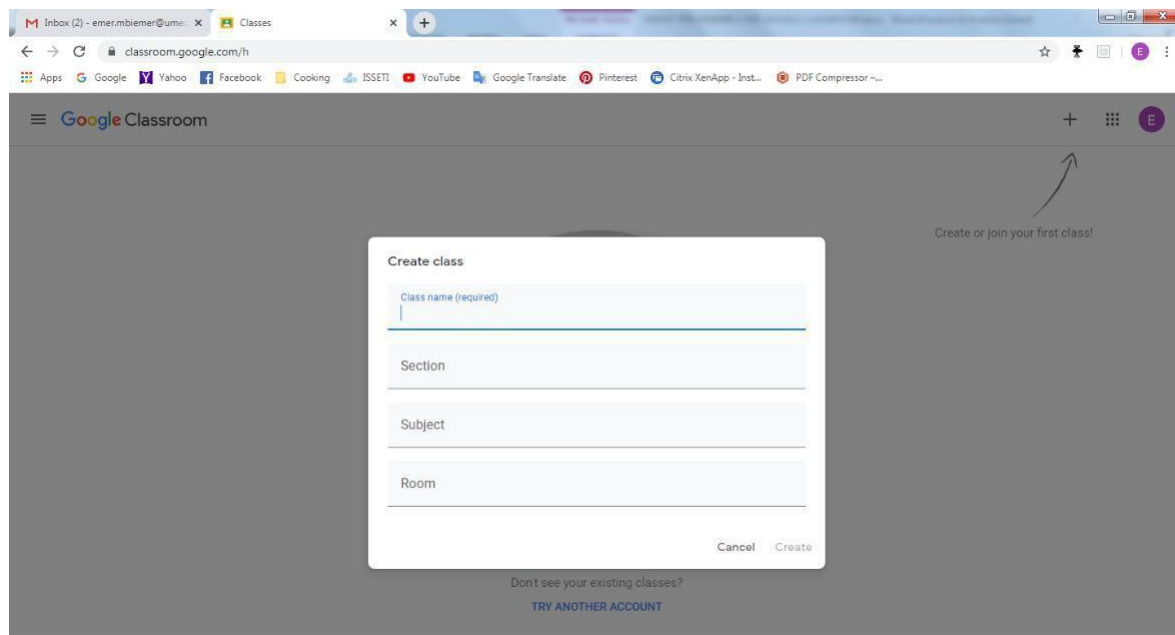 Inbox (2) - emer.mbiemer@ume
Classes
classroom.google.com/h
E
Apps Google Yahoo Facebook Cooking ISSETI YouTube Google Translate Pinterest Citrix XenApp - Inst... PDF Compressor –...
Google Classroom
E
Create or join your first class!
Create class
Class name (required)
Section
Subject
Room
Cancel Create
Don't see your existing classes?
TRY ANOTHER ACCOUNT